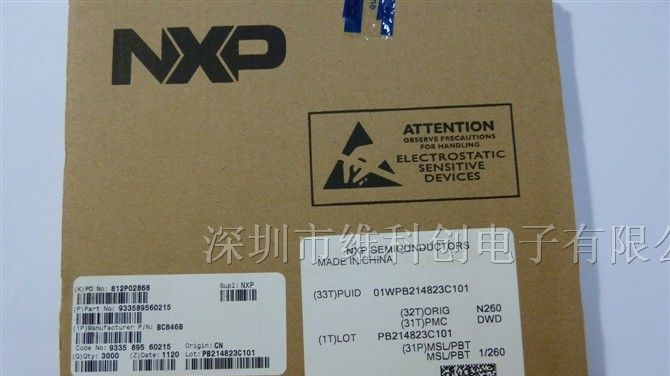 NXP
ATTENTION
OBSERVE PRECAUTIONS
FOR HANDLING
ELECTROSTATIC
SENSITIVE
DEVICES
深圳市维科创电子有限公
NXP SEMICONDUCTORS
MADE IN CHINA
(33T)PUID 01WPB214823C101
(32T)ORIG N260
(31T)PMC DWD
(1T)LOT PB214823C101
(31P)MSL/PBT
MSL/PBT 1/260
(K)PO No: 812P02868 Supl: NXP
(P)Part No: 933589560215
(1P)Manufacturer P/N: BC846B
Code No: 9335 895 60215 Origin: CN
(Q)Qty: 3000 (Z)Date: 1120 Lot: PB214823C101